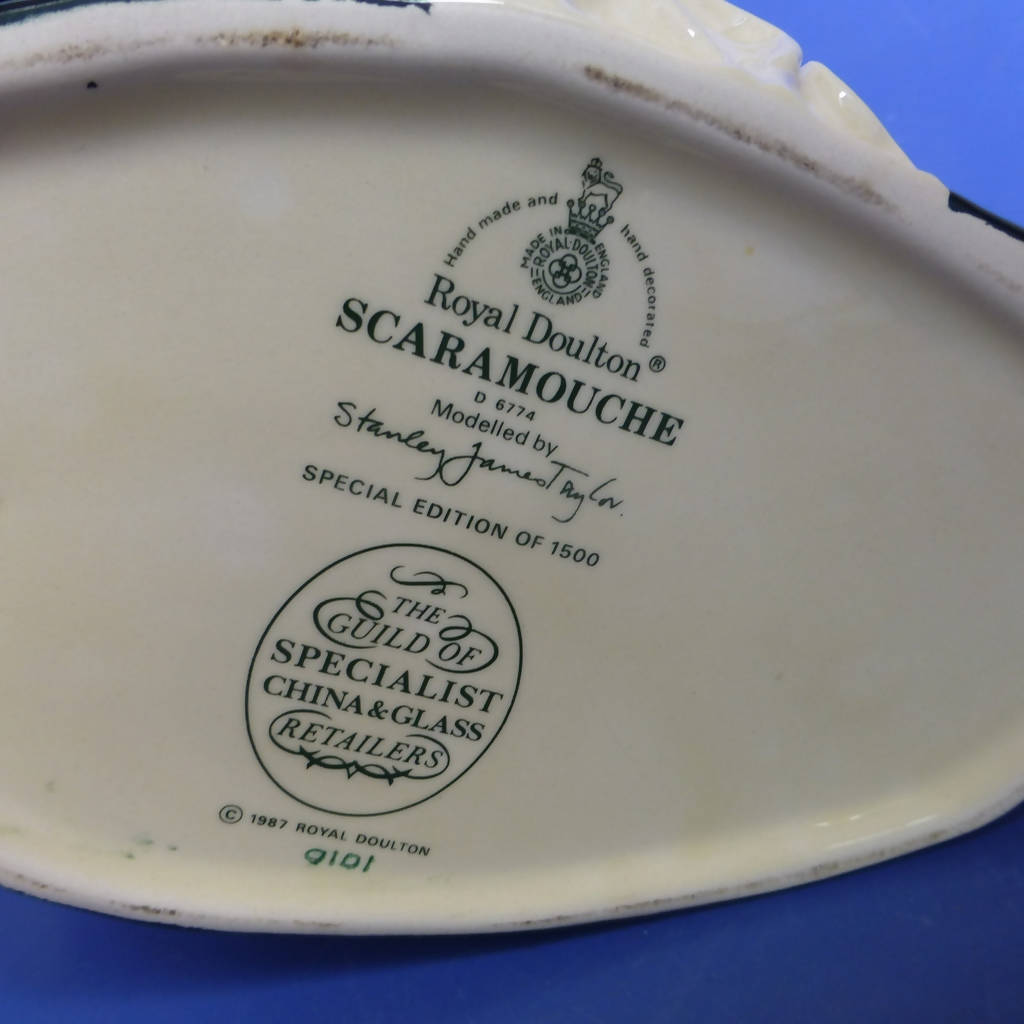 Hand made and hand decorated
MADE IN ENGLAND
ROYAL·DOULTON
ENGLAND
Royal Doulton ®
SCARAMOUCHE
D 6774
Modelled by
Stanley James Taylor.
SPECIAL EDITION OF 1500
THE
GUILD OF
SPECIALIST
CHINA & GLASS
RETAILERS
© 1987 ROYAL DOULTON
0101